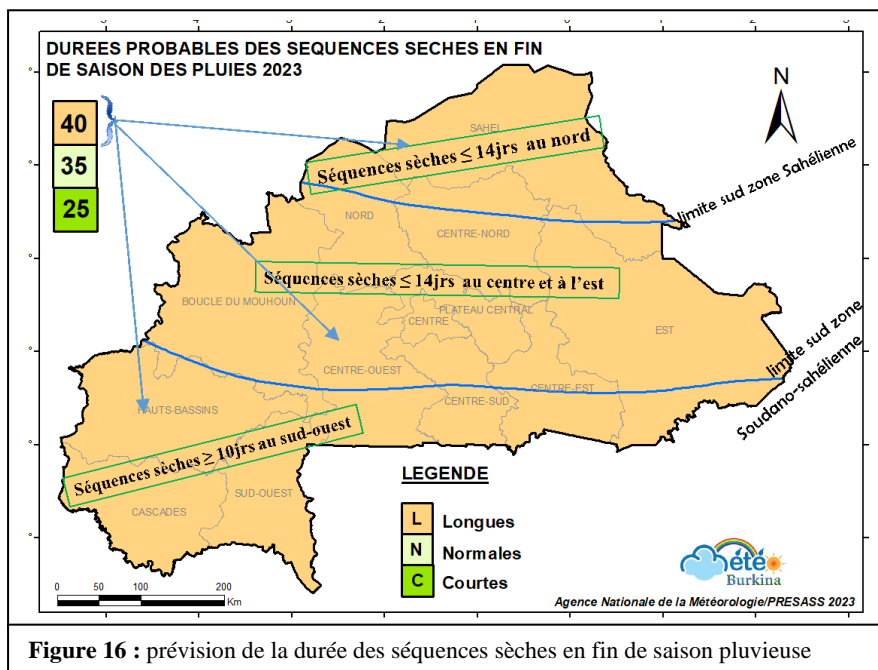 DUREES PROBABLES DES SEQUENCES SECHES EN FIN
DE SAISON DES PLUIES 2023
N
40
35
25
SAHEL
Séquences sèches ≤ 14jrs au nord
limite sud zone Sahélienne
NORD
CENTRE-NORD
Séquences sèches ≤ 14jrs au centre et à l'est
BOUCLE DU MOUHOUN
PLATEAU CENTRAL
CENTRE
EST
limite sud zone
Soudano-sahélienne
CENTRE-OUEST
CENTRE-EST
CENTRE-SUD
HAUTS-BASSINS
Séquences sèches ≥ 10jrs au sud-ouest
SUD-OUEST
CASCADES
LEGENDE
L Longues
N Normales
C Courtes
0 50 100 200
Km
été
Burkina
Agence Nationale de la Météorologie/PRESASS 2023
Figure 16 : prévision de la durée des séquences sèches en fin de saison pluvieuse